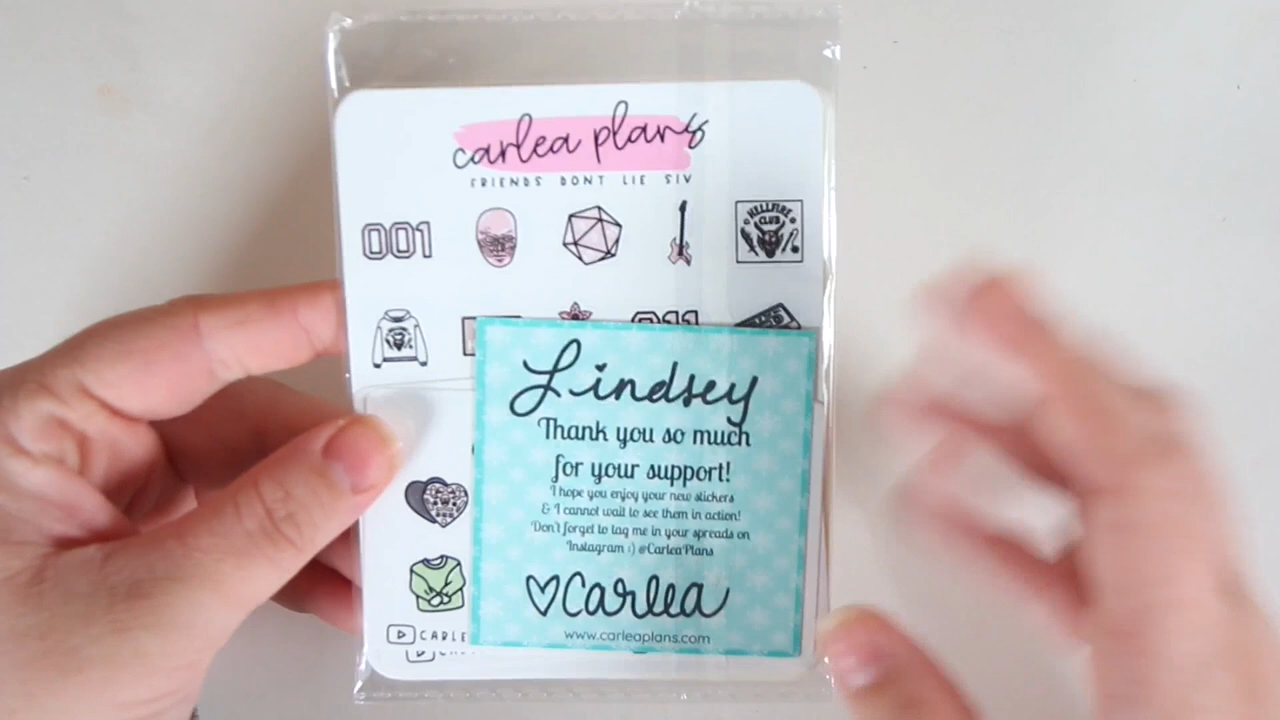 carlea plans
FRIENDS DONT LIE SIV
001
HELLFIRE
CLUB
011
Lindsey
Thank you so much
for your support!
I hope you enjoy your new stickers
& I cannot wait to see them in action!
Don't forget to tag me in your spreads on
Instagram :) @CarleaPlans
Carlea
www.carleaplans.com
CARLE